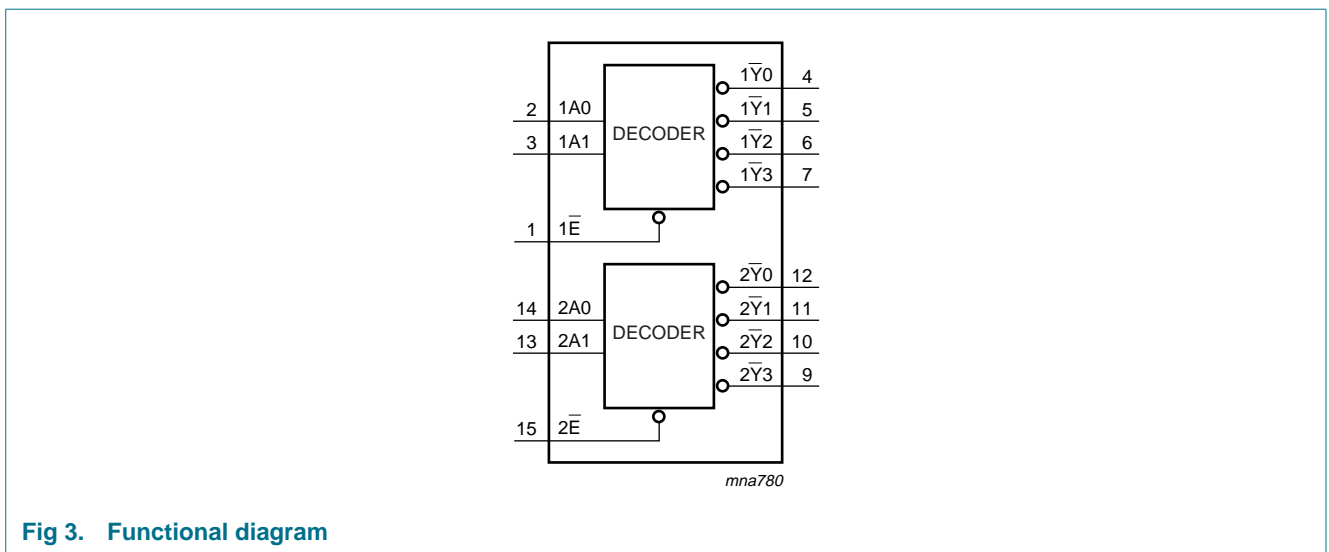 1Y̅0 4
2 1A0 1Y̅1 5
DECODER
3 1A1 1Y̅2 6
1Y̅3 7
1 1E̅
2Y̅0 12
14 2A0 2Y̅1 11
DECODER
13 2A1 2Y̅2 10
2Y̅3 9
15 2E̅
mna780
Fig 3. Functional diagram